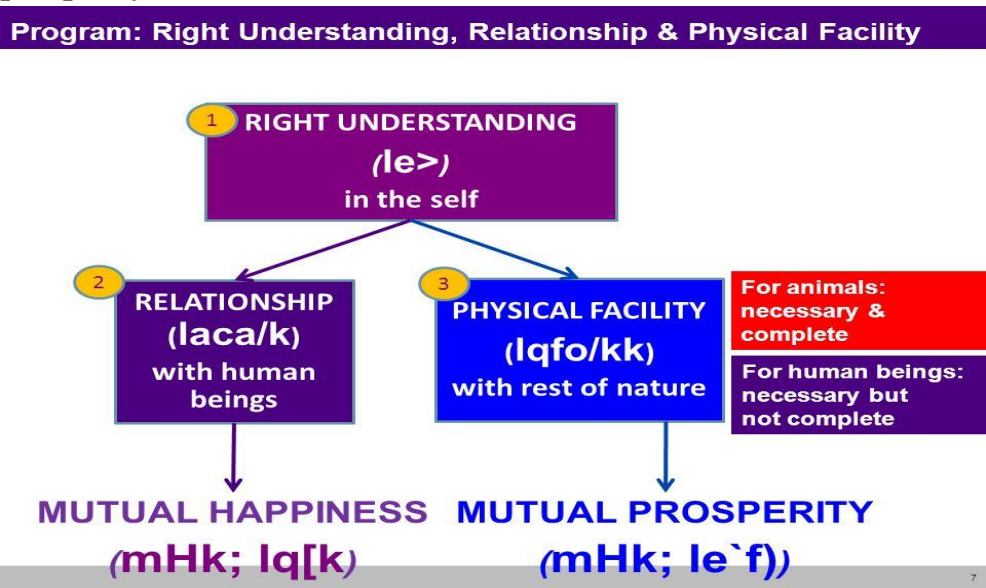 Program: Right Understanding, Relationship & Physical Facility
1
RIGHT UNDERSTANDING
(le>)
in the self
2
RELATIONSHIP
(laca/k)
with human
beings
3
PHYSICAL FACILITY
(lqfo/kk)
with rest of nature
For animals:
necessary &
complete
For human beings:
necessary but
not complete
MUTUAL HAPPINESS
(mHk; lq[k)
MUTUAL PROSPERITY
(mHk; le`f))
7